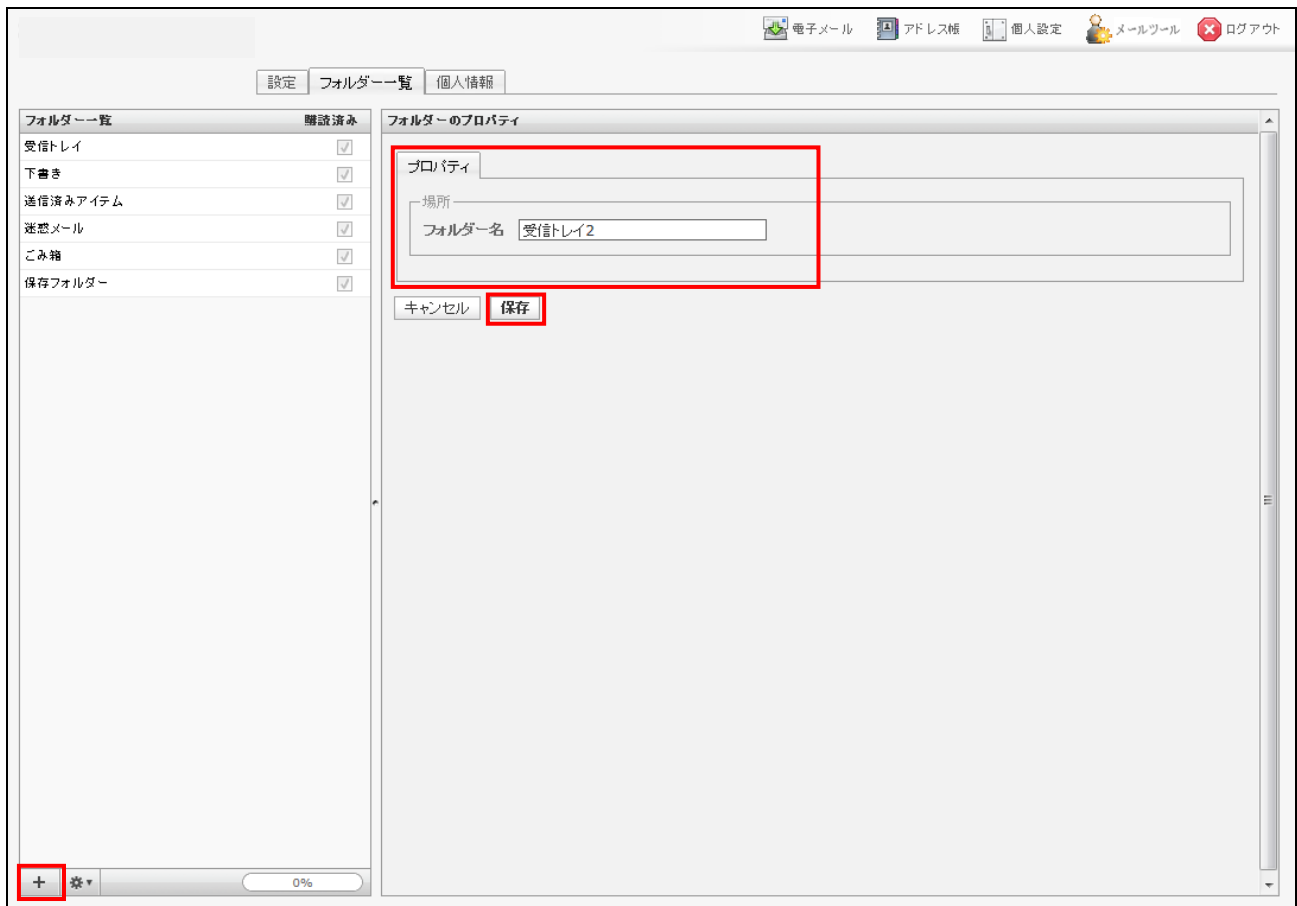 電子メール アドレス帳 個人設定 メールツール ログアウト
設定 フォルダー一覧 個人情報
フォルダー一覧 購読済み
受信トレイ
下書き
送信済みアイテム
迷惑メール
ごみ箱
保存フォルダー
0%
フォルダーのプロパティ
プロパティ
場所
フォルダー名 受信トレイ2
キャンセル 保存